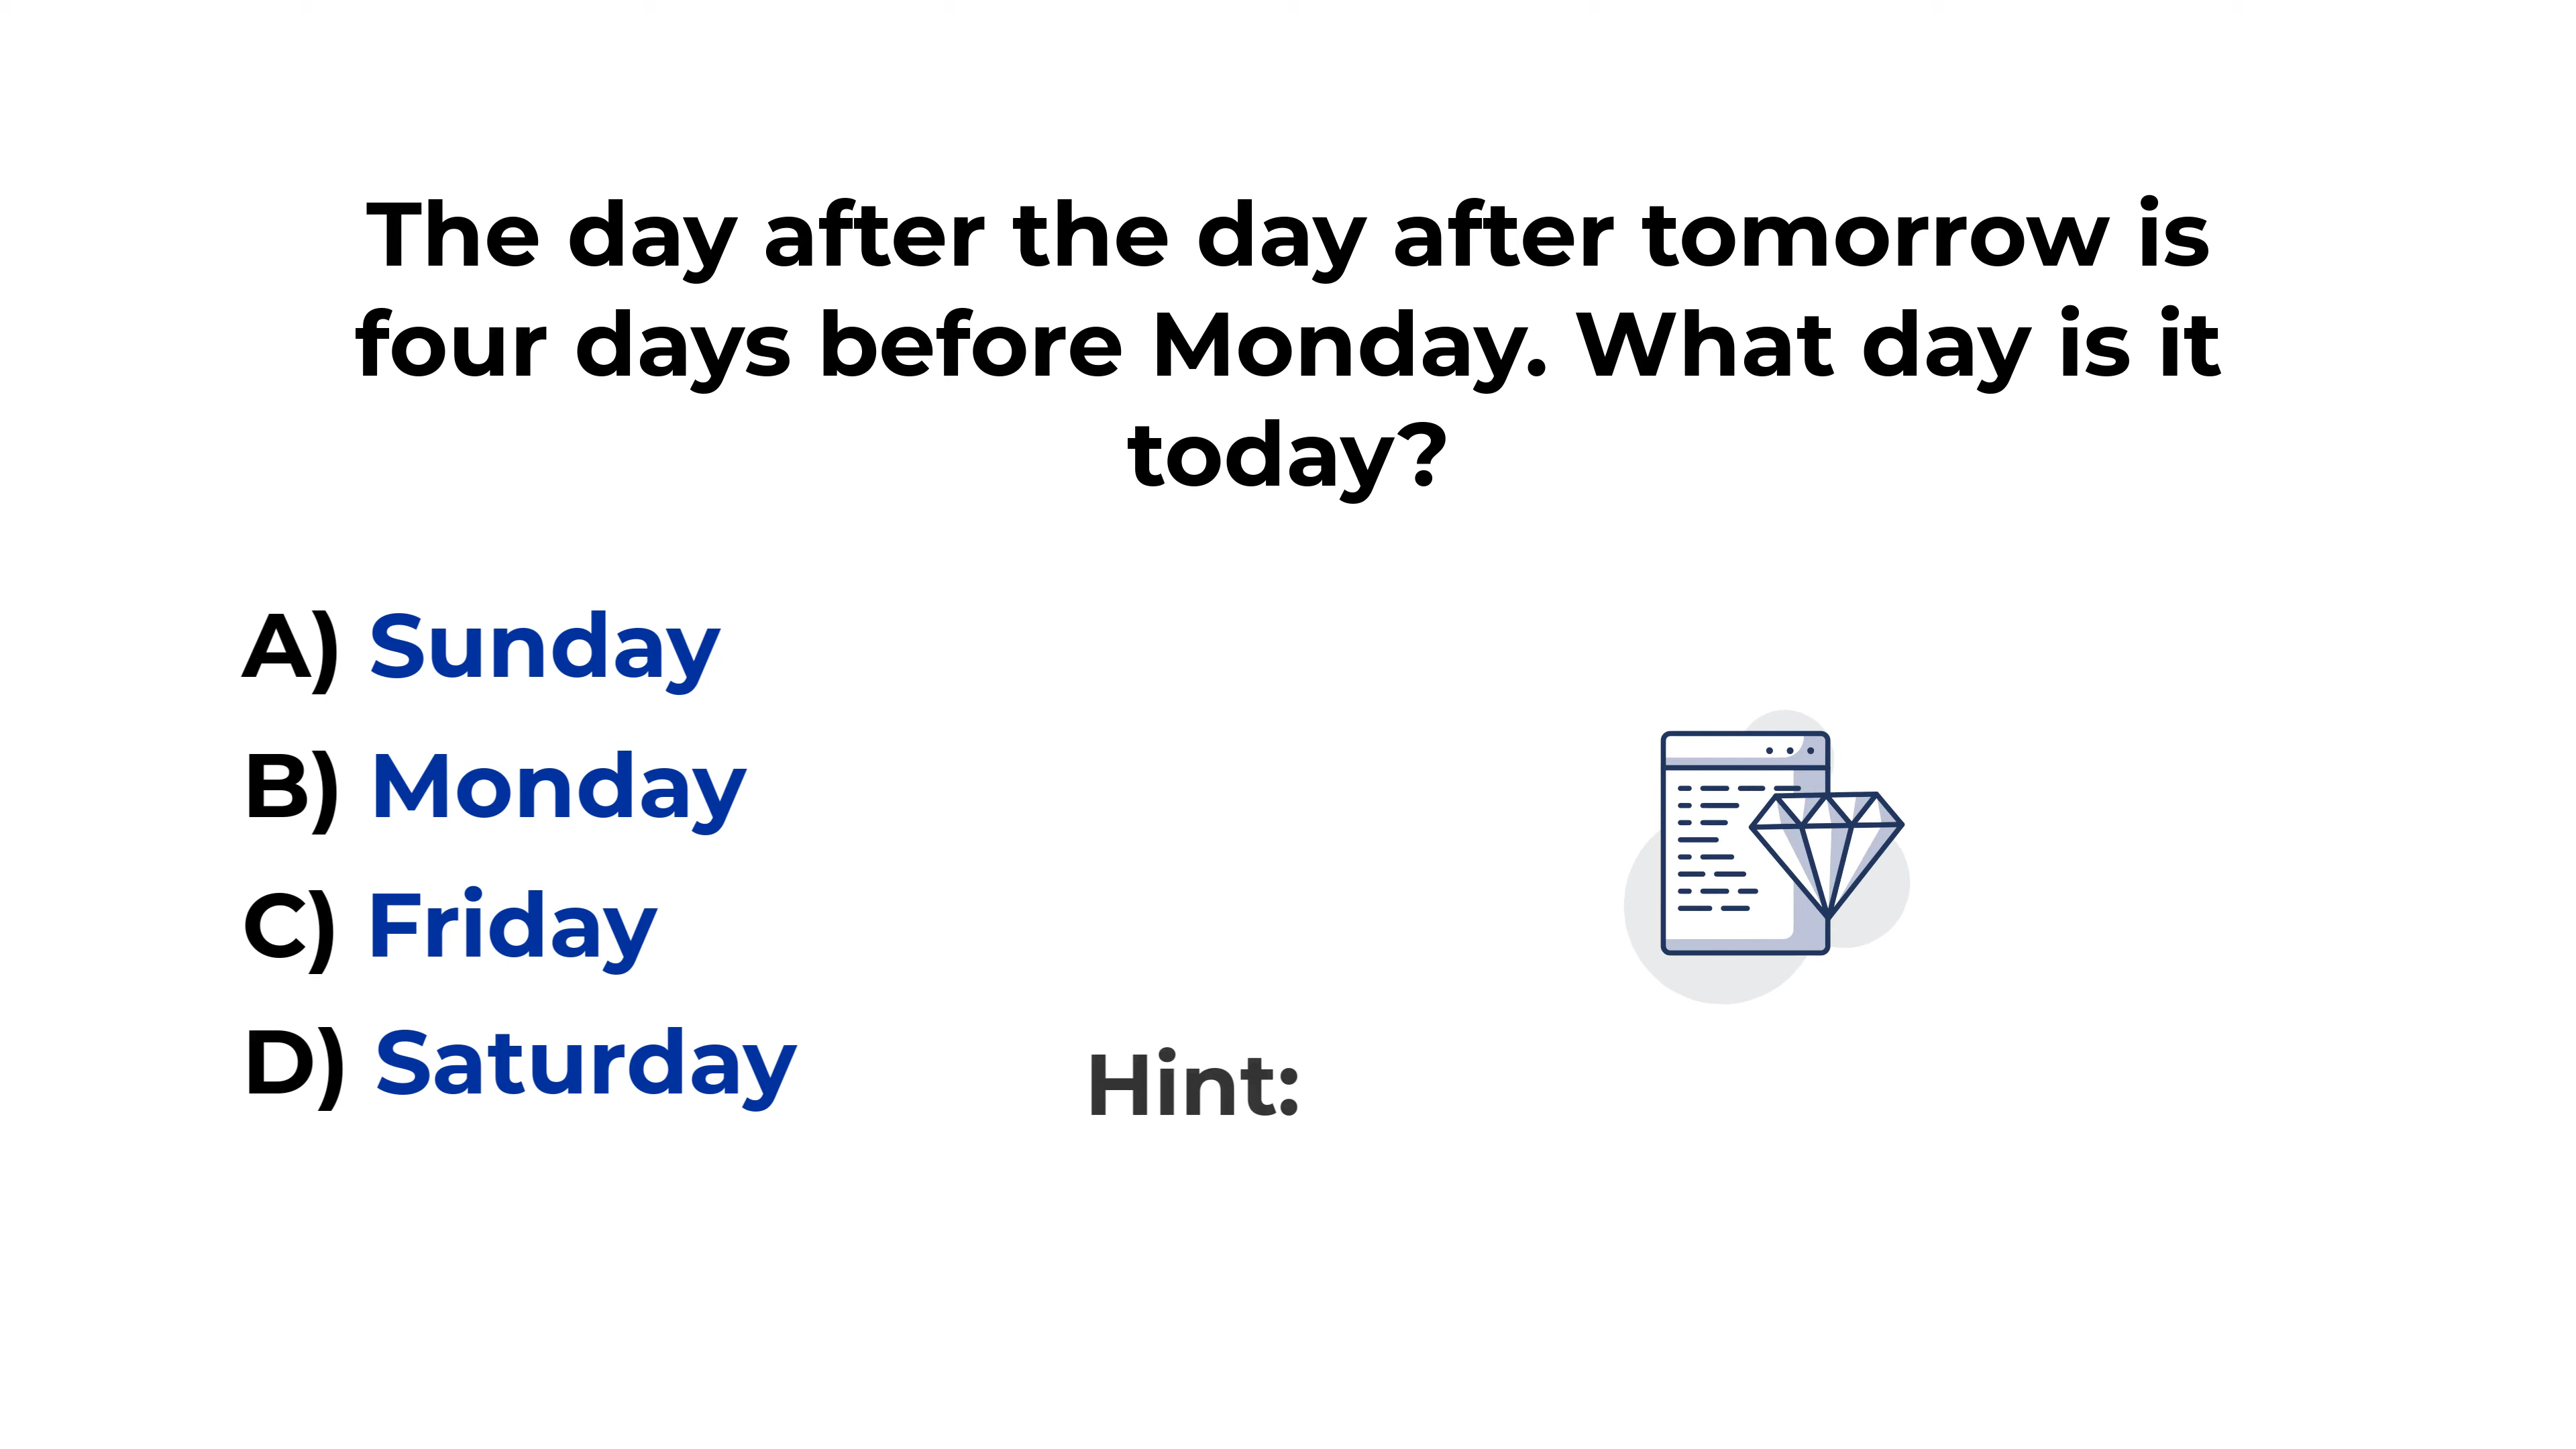 The day after the day after tomorrow is
four days before Monday. What day is it
today?
A) Sunday
B) Monday
C) Friday
D) Saturday
Hint: